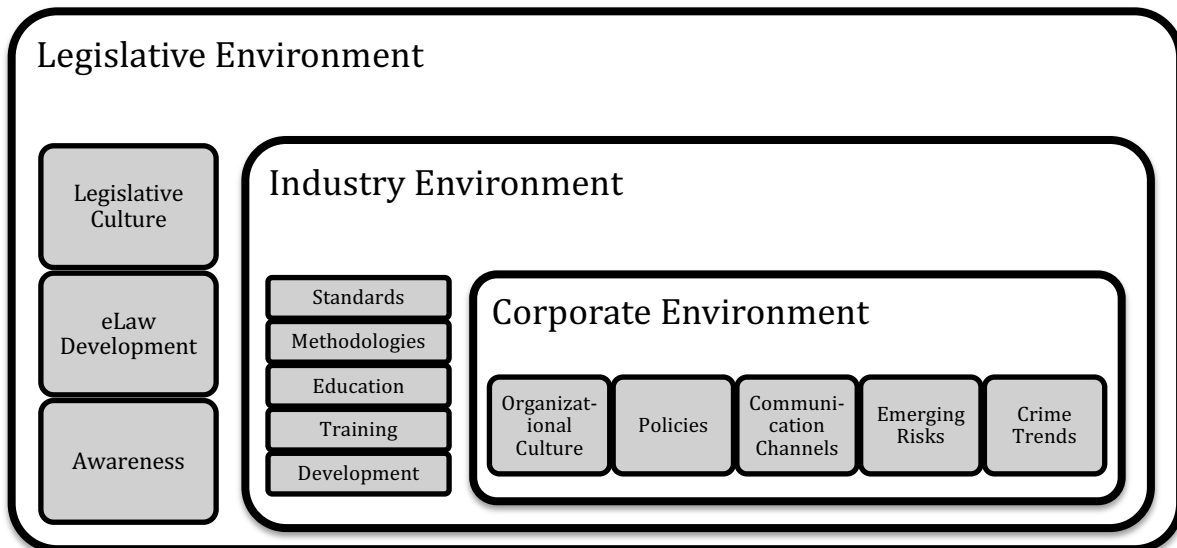 Legislative Environment
Legislative
Culture
eLaw
Development
Awareness
Industry Environment
Standards
Methodologies
Education
Training
Development
Corporate Environment
Organizat-
ional
Culture
Policies
Communi-
cation
Channels
Emerging
Risks
Crime
Trends